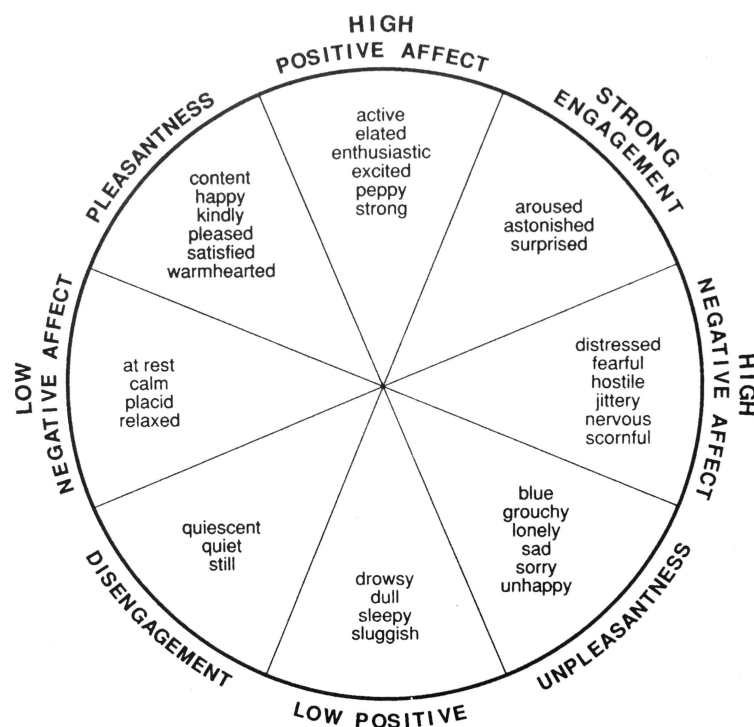 HIGH
POSITIVE AFFECT
STRONG
ENGAGEMENT
HIGH
NEGATIVE AFFECT
UNPLEASANTNESS
LOW POSITIVE
DISENGAGEMENT
LOW
NEGATIVE AFFECT
PLEASANTNESS
active
elated
enthusiastic
excited
peppy
strong
aroused
astonished
surprised
distressed
fearful
hostile
jittery
nervous
scornful
blue
grouchy
lonely
sad
sorry
unhappy
drowsy
dull
sleepy
sluggish
quiescent
quiet
still
at rest
calm
placid
relaxed
content
happy
kindly
pleased
satisfied
warmhearted